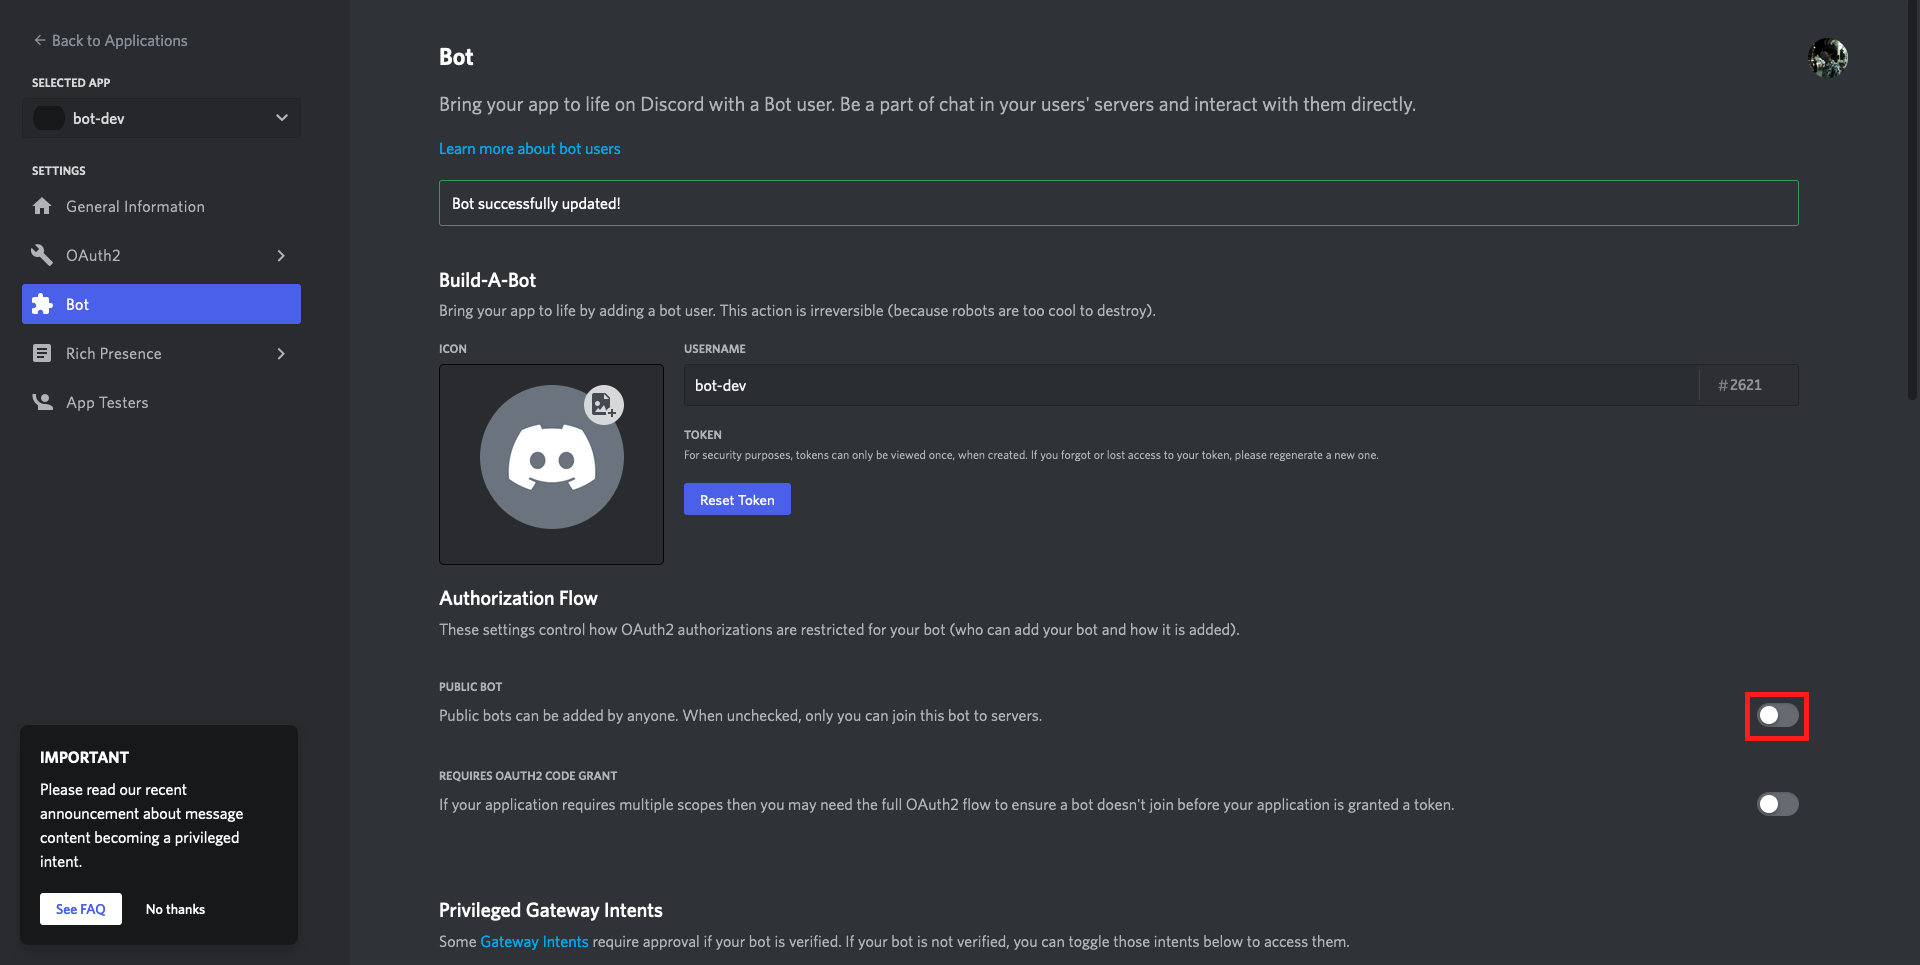 Back to Applications
SELECTED APP
bot-dev
SETTINGS
General Information
OAuth2
Bot
Rich Presence
App Testers
IMPORTANT
Please read our recent
announcement about message
content becoming a privileged
intent.
See FAQ
No thanks
Bot
Bring your app to life on Discord with a Bot user. Be a part of chat in your users' servers and interact with them directly.
Learn more about bot users
Bot successfully updated!
Build-A-Bot
Bring your app to life by adding a bot user. This action is irreversible (because robots are too cool to destroy).
ICON
USERNAME
bot-dev
#2621
TOKEN
For security purposes, tokens can only be viewed once, when created. If you forgot or lost access to your token, please regenerate a new one.
Reset Token
Authorization Flow
These settings control how OAuth2 authorizations are restricted for your bot (who can add your bot and how it is added).
PUBLIC BOT
Public bots can be added by anyone. When unchecked, only you can join this bot to servers.
REQUIRES OAUTH2 CODE GRANT
If your application requires multiple scopes then you may need the full OAuth2 flow to ensure a bot doesn't join before your application is granted a token.
Privileged Gateway Intents
Some Gateway Intents require approval if your bot is verified. If your bot is not verified, you can toggle those intents below to access them.